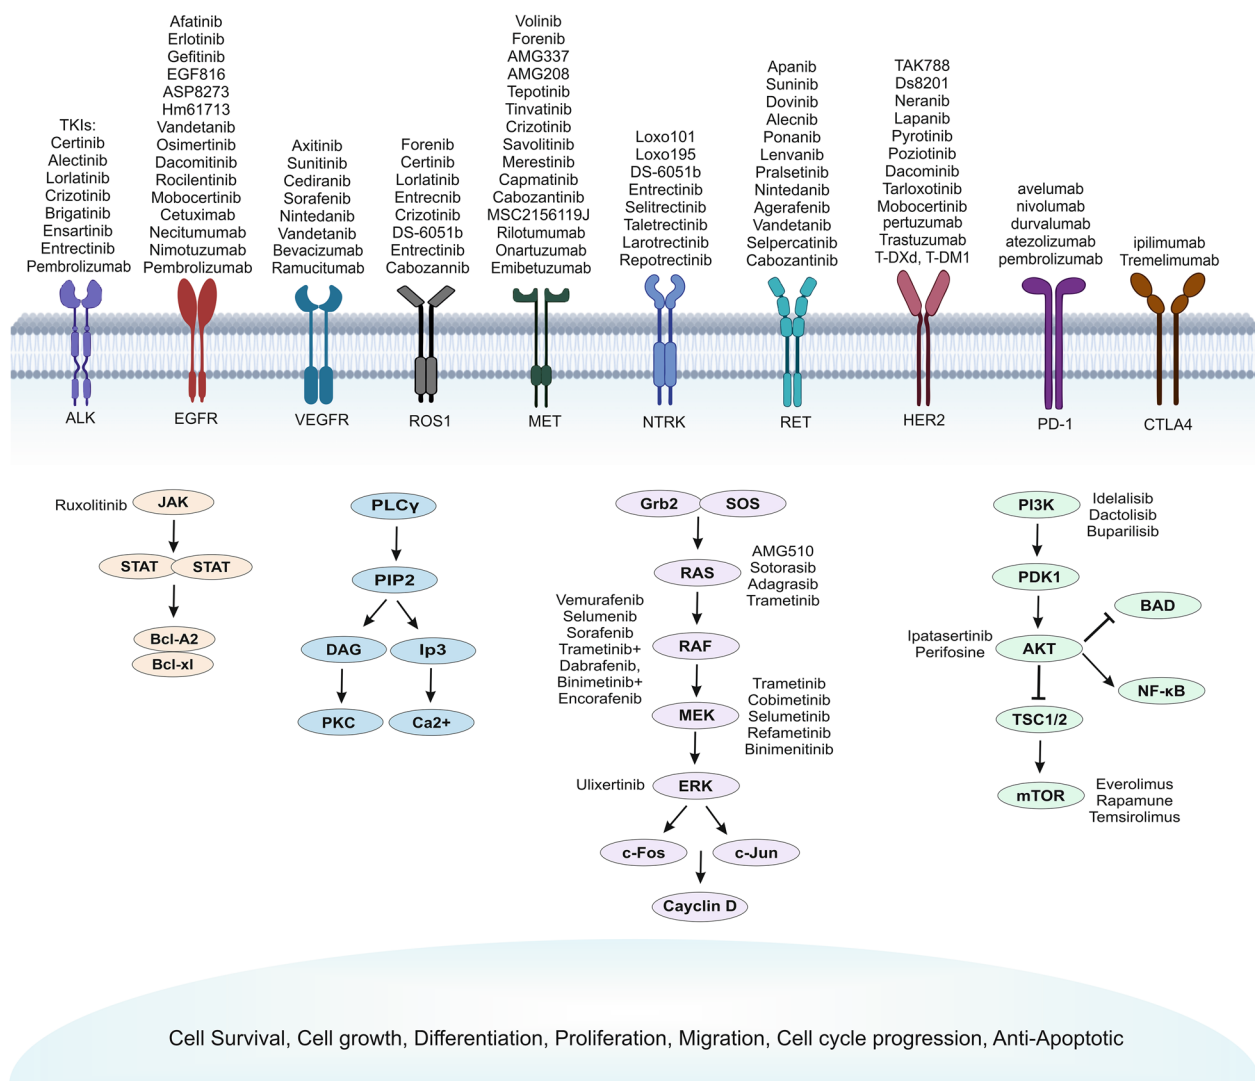 TKIs:
Certinib
Alectinib
Lorlatinib
Crizotinib
Brigatinib
Ensartinib
Entrectinib
Pembrolizumab
ALK
Afatinib
Erlotinib
Gefitinib
EGF816
ASP8273
Hm61713
Vandetanib
Osimertinib
Dacomitinib
Rocilentinib
Mobocertinib
Cetuximab
Necitumumab
Nimotuzumab
Pembrolizumab
EGFR
Axitinib
Sunitinib
Cediranib
Sorafenib
Nintedanib
Vandetanib
Bevacizumab
Ramucitumab
VEGFR
Forenib
Certinib
Lorlatinib
Entrecnib
Crizotinib
DS-6051b
Entrectinib
Cabozannib
ROS1
Volinib
Forenib
AMG337
AMG208
Tepotinib
Tinvatinib
Crizotinib
Savolitinib
Merestinib
Capmatinib
Cabozantinib
MSC2156119J
Rilotumumab
Onartuzumab
Emibetuzumab
MET
Loxo101
Loxo195
DS-6051b
Entrectinib
Selitrectinib
Taletrectinib
Larotrectinib
Repotrectinib
NTRK
Apanib
Suninib
Dovinib
Alecnib
Ponanib
Lenvanib
Pralsetinib
Nintedanib
Agerafenib
Vandetanib
Selpercatinib
Cabozantinib
RET
TAK788
Ds8201
Neranib
Lapanib
Pyrotinib
Poziotinib
Dacominib
Tarloxotinib
Mobocertinib
pertuzumab
Trastuzumab
T-DXd, T-DM1
HER2
avelumab
nivolumab
durvalumab
atezolizumab
pembrolizumab
PD-1
ipilimumab
Tremelimumab
CTLA4
Ruxolitinib
JAK
STAT
STAT
Bcl-A2
Bcl-xl
PLCγ
PIP2
DAG
Ip3
PKC
Ca2+
Grb2
SOS
RAS
AMG510
Sotorasib
Adagrasib
Trametinib
Vemurafenib
Selumenib
Sorafenib
Trametinib+
Dabrafenib,
Binimetinib+
Encorafenib
RAF
MEK
Trametinib
Cobimetinib
Selumetinib
Refametinib
Binimenitinib
Ulixertinib
ERK
c-Fos
c-Jun
Cayclin D
PI3K
Idelalisib
Dactolisib
Buparilisib
PDK1
BAD
Ipatasertinib
Perifosine
AKT
NF-κB
TSC1/2
mTOR
Everolimus
Rapamune
Temsirolimus
Cell Survival, Cell growth, Differentiation, Proliferation, Migration, Cell cycle progression, Anti-Apoptotic